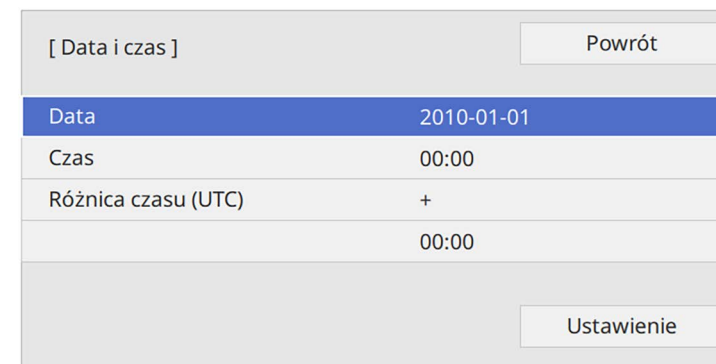 [ Data i czas ]
Powrót
Data 2010-01-01
Czas 00:00
Różnica czasu (UTC) +
00:00
Ustawienie